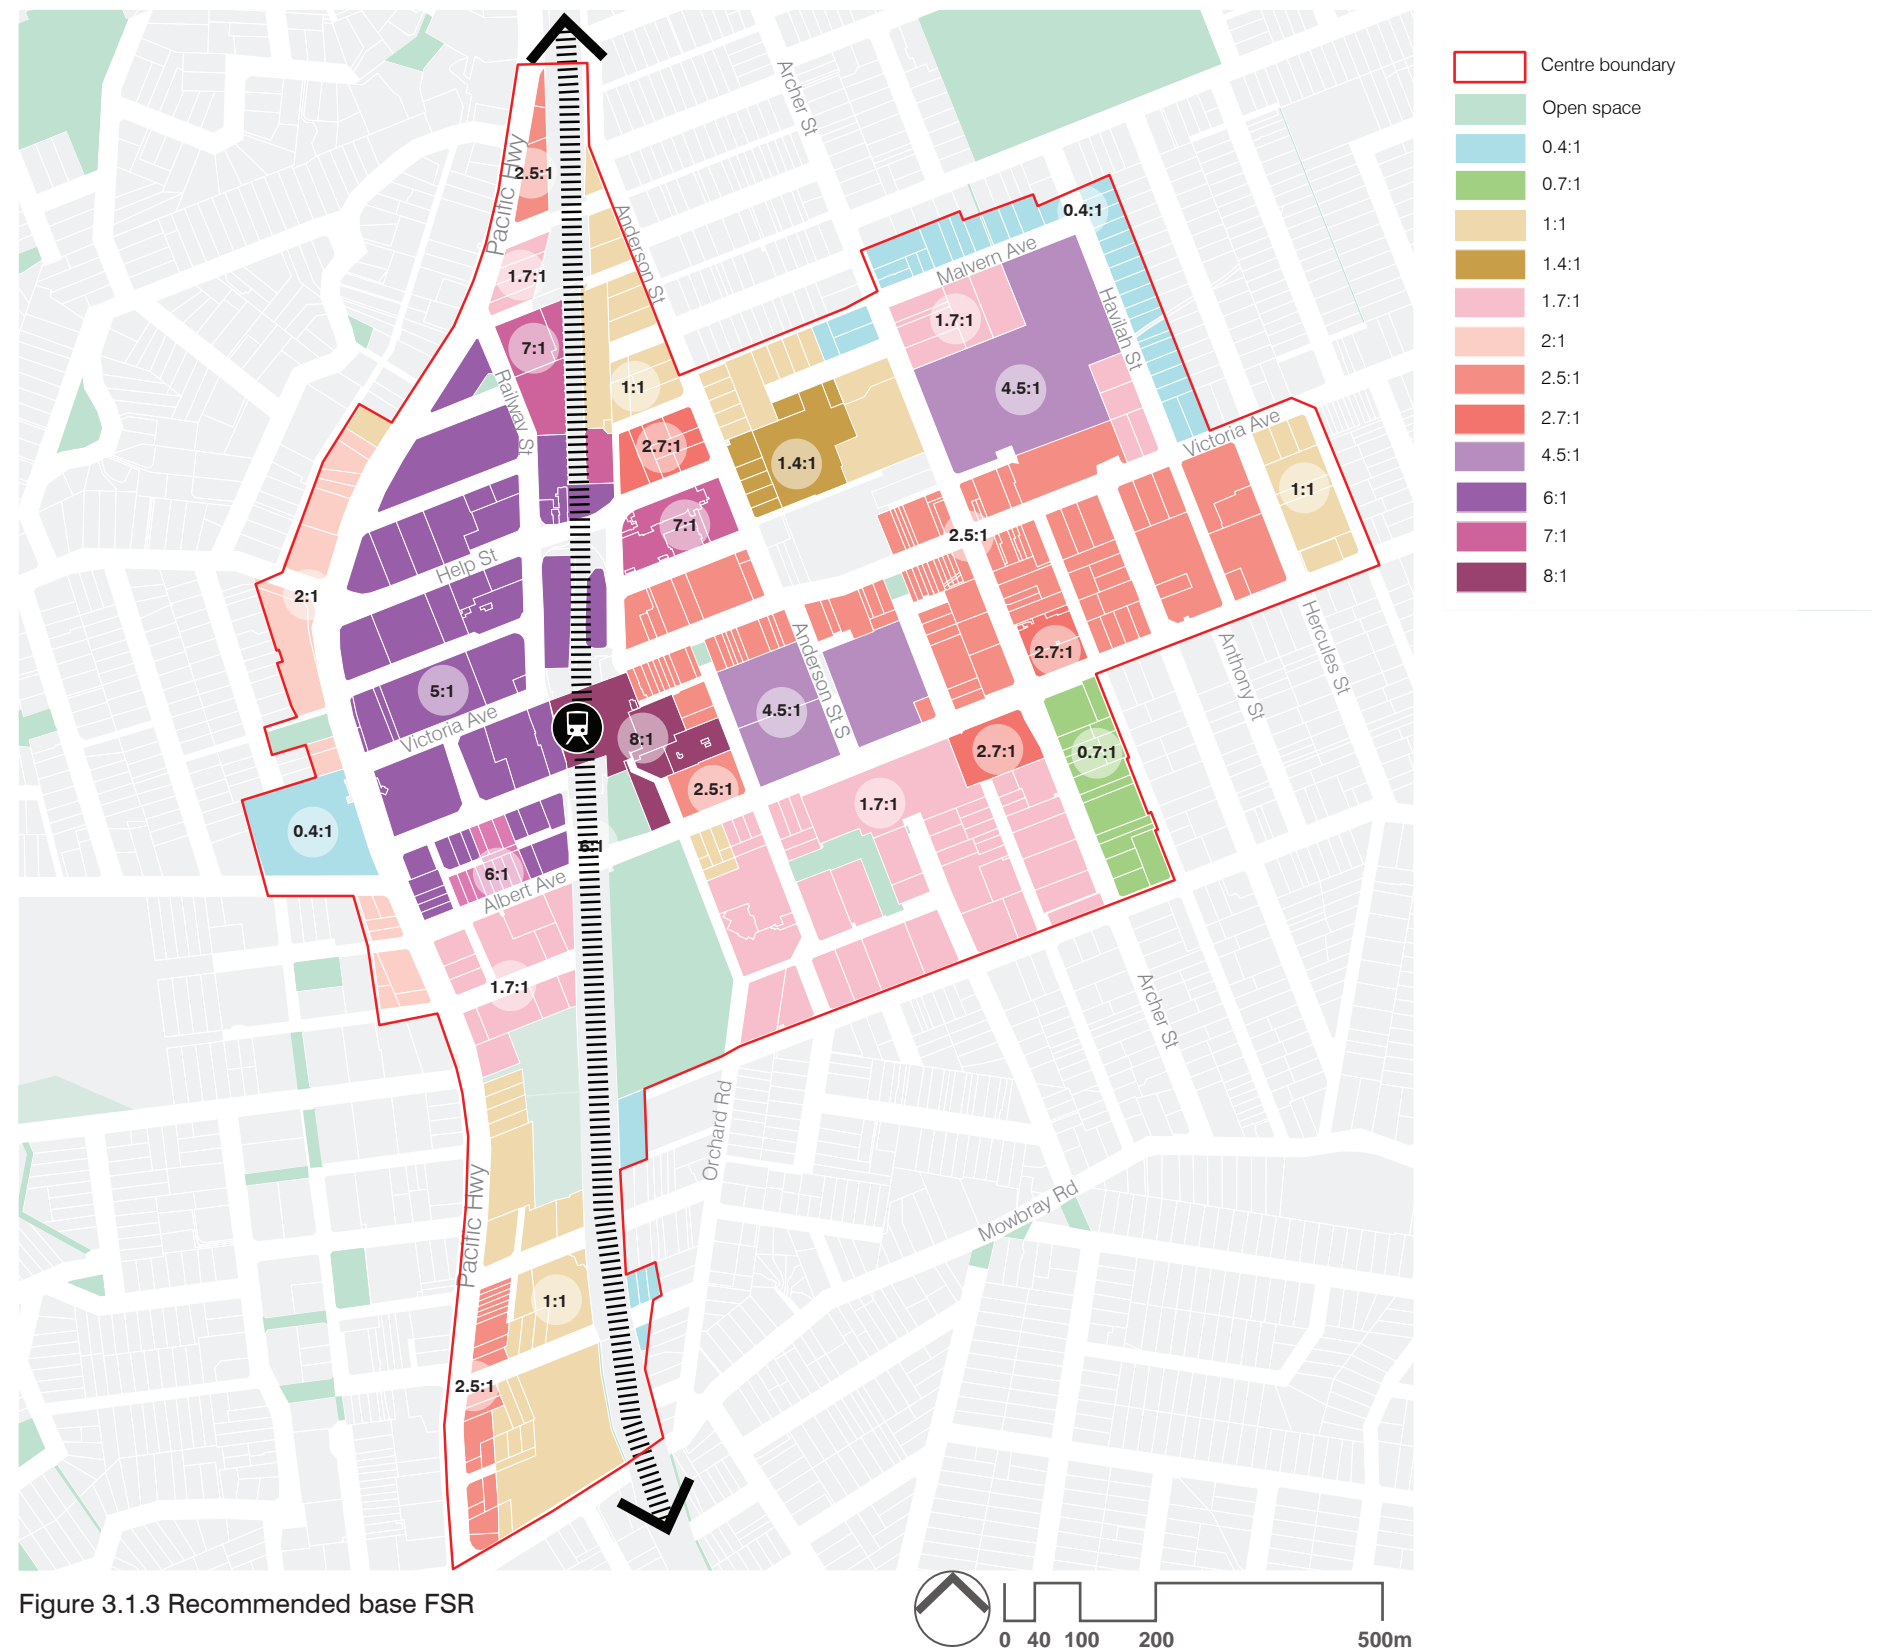 Centre boundary
Open space
0.4:1
0.7:1
1:1
1.4:1
1.7:1
2:1
2.5:1
2.7:1
4.5:1
6:1
7:1
8:1
Archer St
Pacific Hwy
2.5:1
Anderson St
0.4:1
Malvern Ave
1.7:1
Havilah St
1.7:1
7:1
Railway St
1:1
4.5:1
Victoria Ave
2.7:1
1.4:1
1:1
7:1
2.5:1
Help St
2:1
Anderson St S
2.7:1
Anthony St
Hercules St
5:1
Victoria Ave
4.5:1
8:1
2.7:1
0.7:1
2.5:1
1.7:1
0.4:1
6:1
6:1
Albert Ave
1.7:1
Archer St
Orchard Rd
Pacific Hwy
Mowbray Rd
1:1
2.5:1
Figure 3.1.3 Recommended base FSR
0 40 100 200 500m